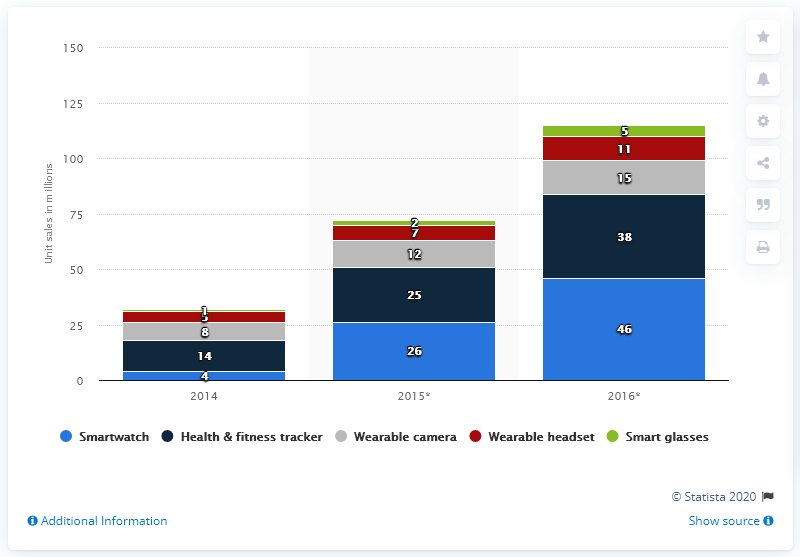 150
125
100
75
50
25
0
Unit sales in millions
1
5
8
14
4
2
7
12
25
26
5
11
15
38
46
2014
2015*
2016*
Smartwatch
Health & fitness tracker
Wearable camera
Wearable headset
Smart glasses
© Statista 2020
Additional Information
Show source